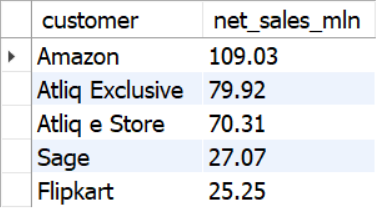 customer net_sales_mln
Amazon 109.03
Atliq Exclusive 79.92
Atliq e Store 70.31
Sage 27.07
Flipkart 25.25